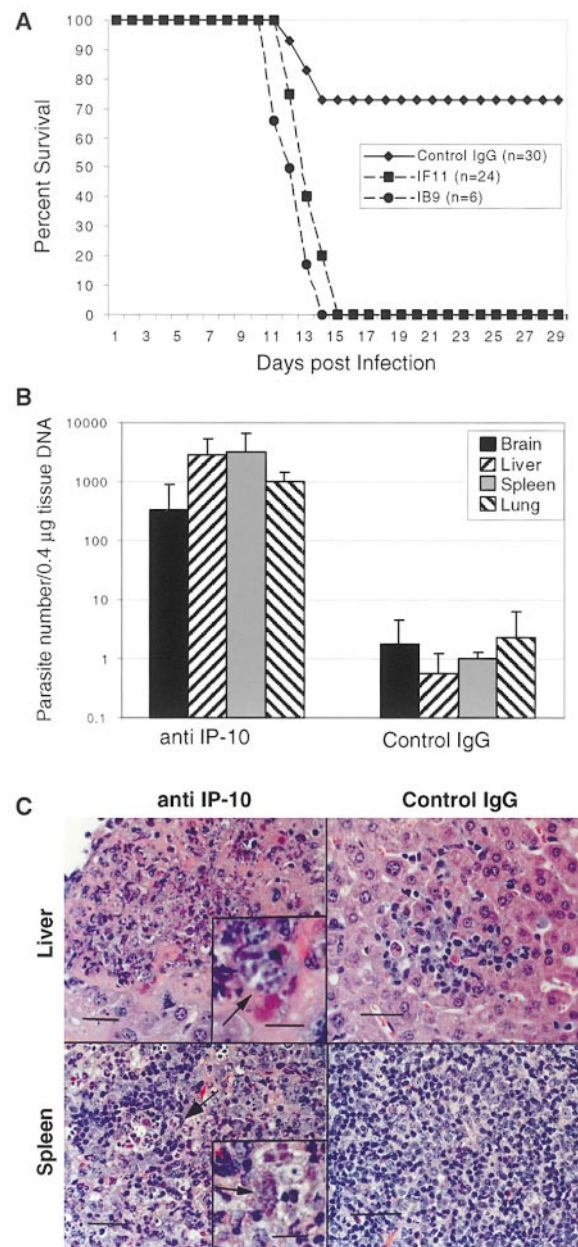 A
Percent Survival
100
90
80
70
60
50
40
30
20
10
0
Control IgG (n=30)
IF11 (n=24)
IB9 (n=6)
1 3 5 7 9 11 13 15 17 19 21 23 25 27 29
Days post Infection
B
Parasite number/0.4 µg tissue DNA
10000
1000
100
10
1
0.1
Brain
Liver
Spleen
Lung
anti IP-10 Control IgG
C
anti IP-10 Control IgG
Liver
Spleen